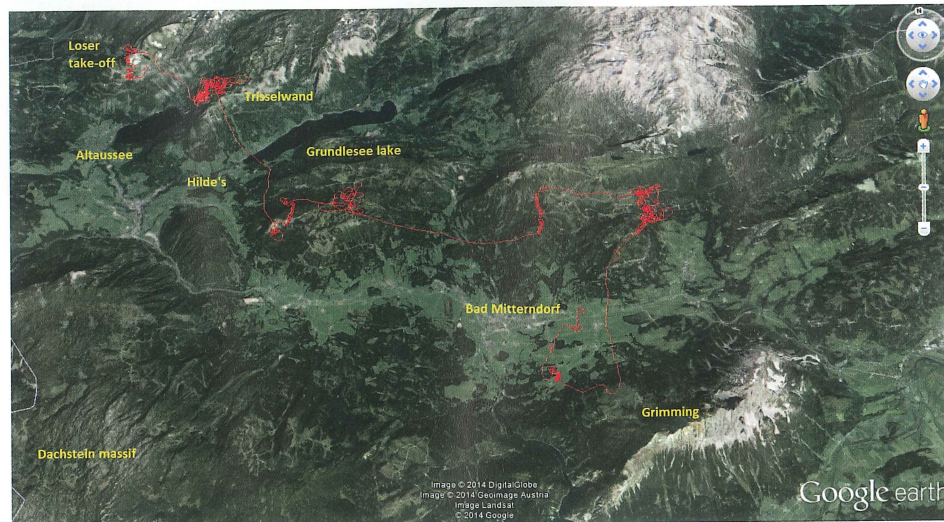 Loser
take-off
Trisselwand
Altaussee
Grundlesee lake
Hilde's
Bad Mitterndorf
Grimming
Dachstein massif
Image © 2014 DigitalGlobe
Image © 2014 Geoimage Austria
Image Landsat
© 2014 Google
Google earth
N